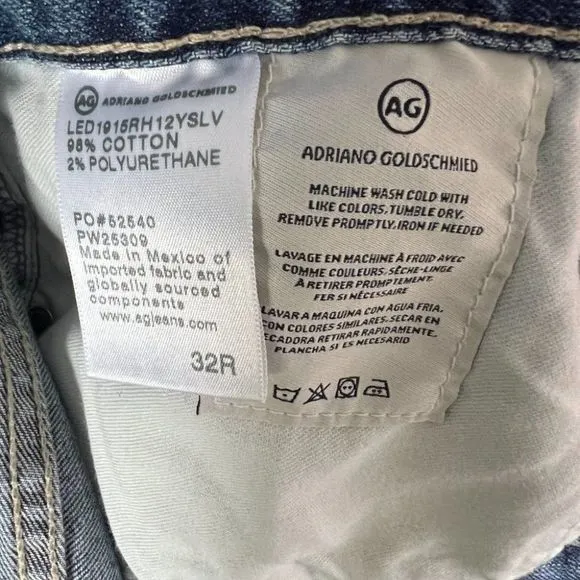 AG ADRIANO GOLDSCHMIED
LED1915RH12YSLV
98% COTTON
2% POLYURETHANE
PO#52540
PW25309
Made in Mexico of
imported fabric and
globally sourced
components
www.agjeans.com
32R
AG
ADRIANO GOLDSCHMIED
MACHINE WASH COLD WITH
LIKE COLORS, TUMBLE DRY,
REMOVE PROMPTLY, IRON IF NEEDED
LAVAGE EN MACHINE À FROID AVEC
COMME COULEURS, SÈCHE-LINGE
À RETIRER PROMPTEMENT,
FER SI NÉCESSAIRE
LAVAR A MAQUINA CON AGUA FRIA,
CON COLORES SIMILARES, SECAR EN
ECADORA RETIRAR RAPIDAMENTE,
PLANCHA SI ES NECESARIO